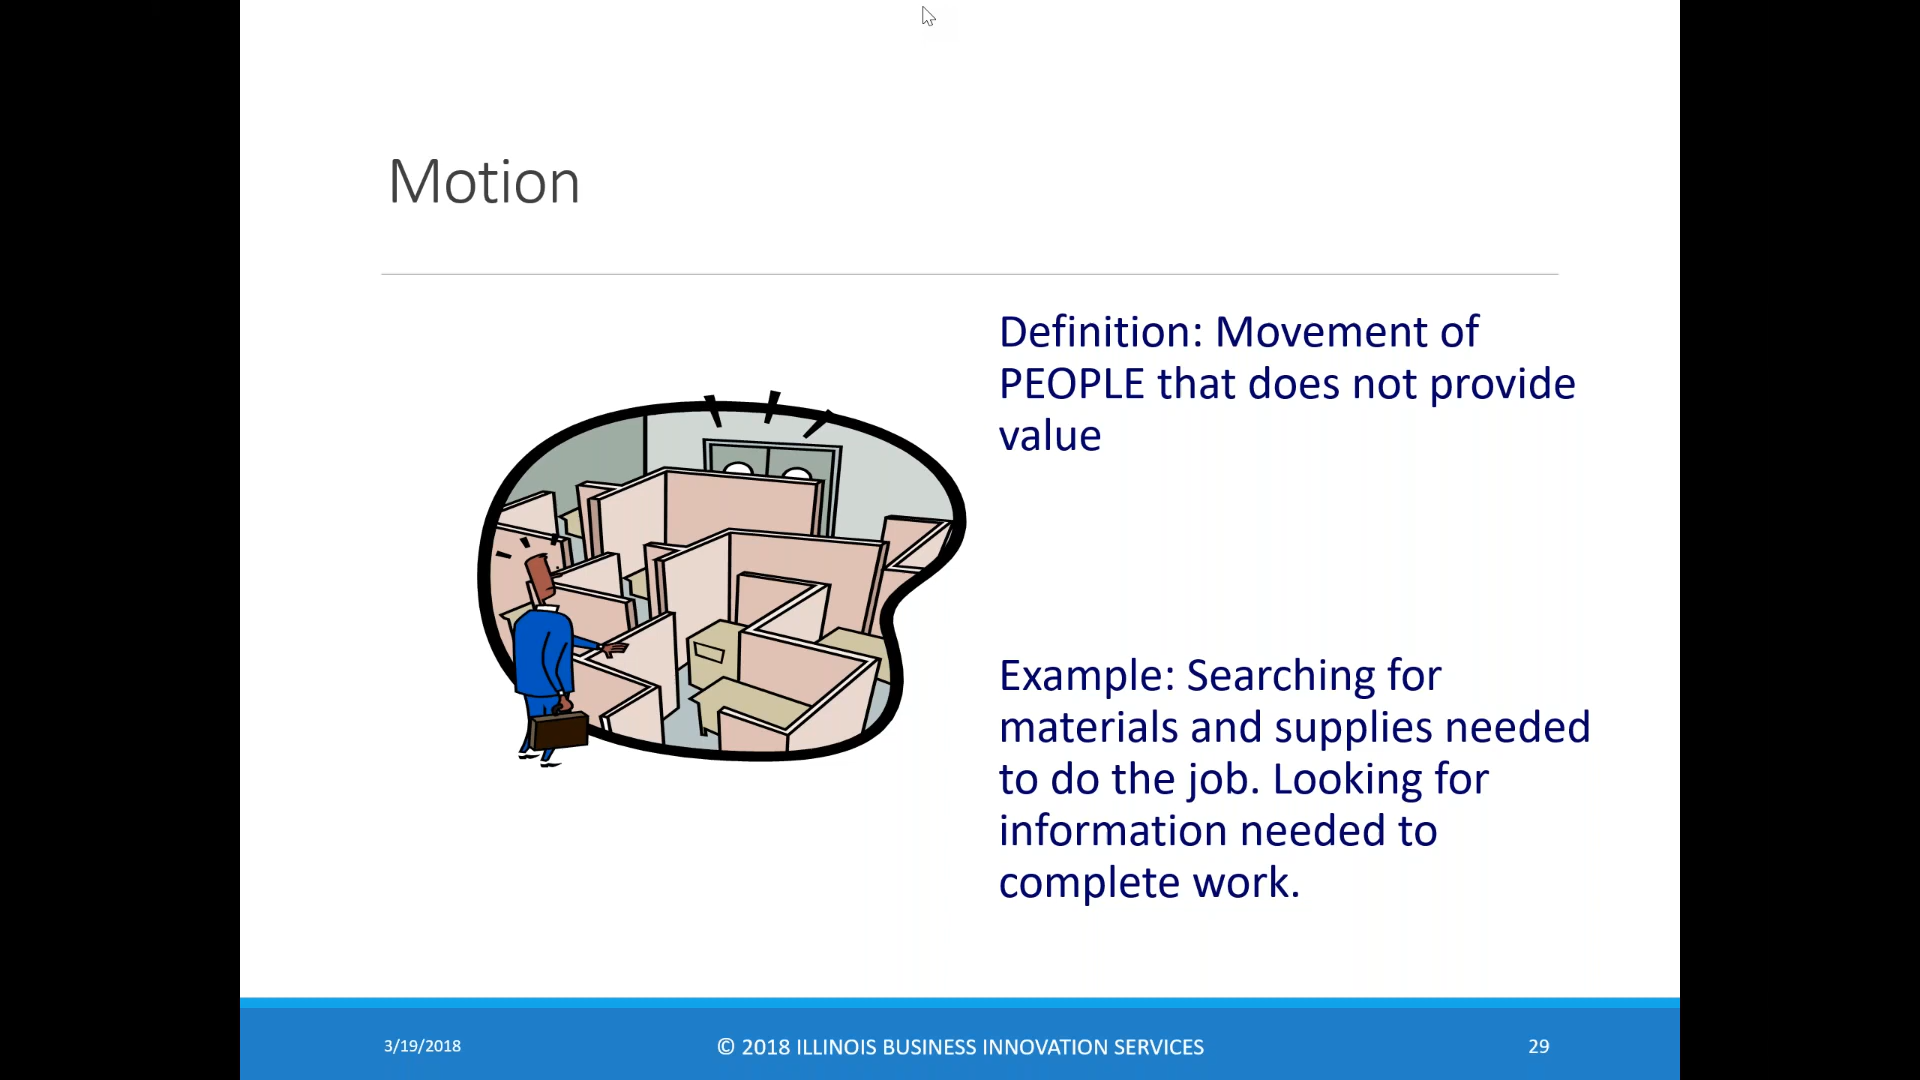 Motion
Definition: Movement of
PEOPLE that does not provide
value
Example: Searching for
materials and supplies needed
to do the job. Looking for
information needed to
complete work.
3/19/2018
© 2018 ILLINOIS BUSINESS INNOVATION SERVICES
29